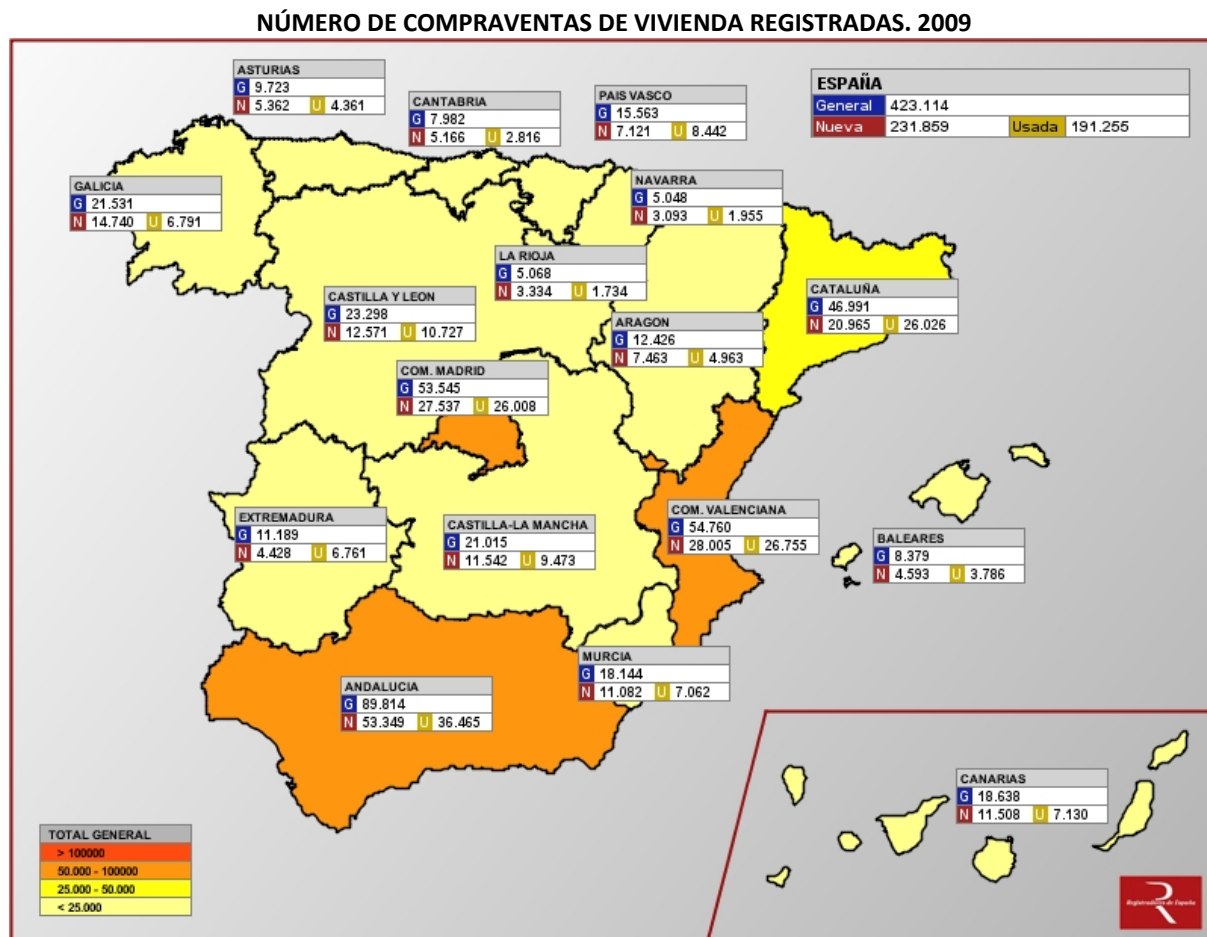 NÚMERO DE COMPRAVENTAS DE VIVIENDA REGISTRADAS. 2009
ASTURIAS
G 9.723
N 5.362 U 4.361
CANTABRIA
G 7.982
N 5.166 U 2.816
PAIS VASCO
G 15.563
N 7.121 U 8.442
ESPAÑA
General 423.114
Nueva 231.859 Usada 191.255
GALICIA
G 21.531
N 14.740 U 6.791
NAVARRA
G 5.048
N 3.093 U 1.955
LA RIOJA
G 5.068
N 3.334 U 1.734
CASTILLA Y LEON
G 23.298
N 12.571 U 10.727
CATALUÑA
G 46.991
N 20.965 U 26.026
ARAGON
G 12.426
N 7.463 U 4.963
COM. MADRID
G 53.545
N 27.537 U 26.008
EXTREMADURA
G 11.189
N 4.428 U 6.761
CASTILLA-LA MANCHA
G 21.015
N 11.542 U 9.473
COM. VALENCIANA
G 54.760
N 28.005 U 26.755
BALEARES
G 8.379
N 4.593 U 3.786
MURCIA
G 18.144
N 11.082 U 7.062
ANDALUCIA
G 89.814
N 53.349 U 36.465
CANARIAS
G 18.638
N 11.508 U 7.130
TOTAL GENERAL
> 100000
50.000 - 100000
25.000 - 50.000
< 25.000
R
Registradores de España